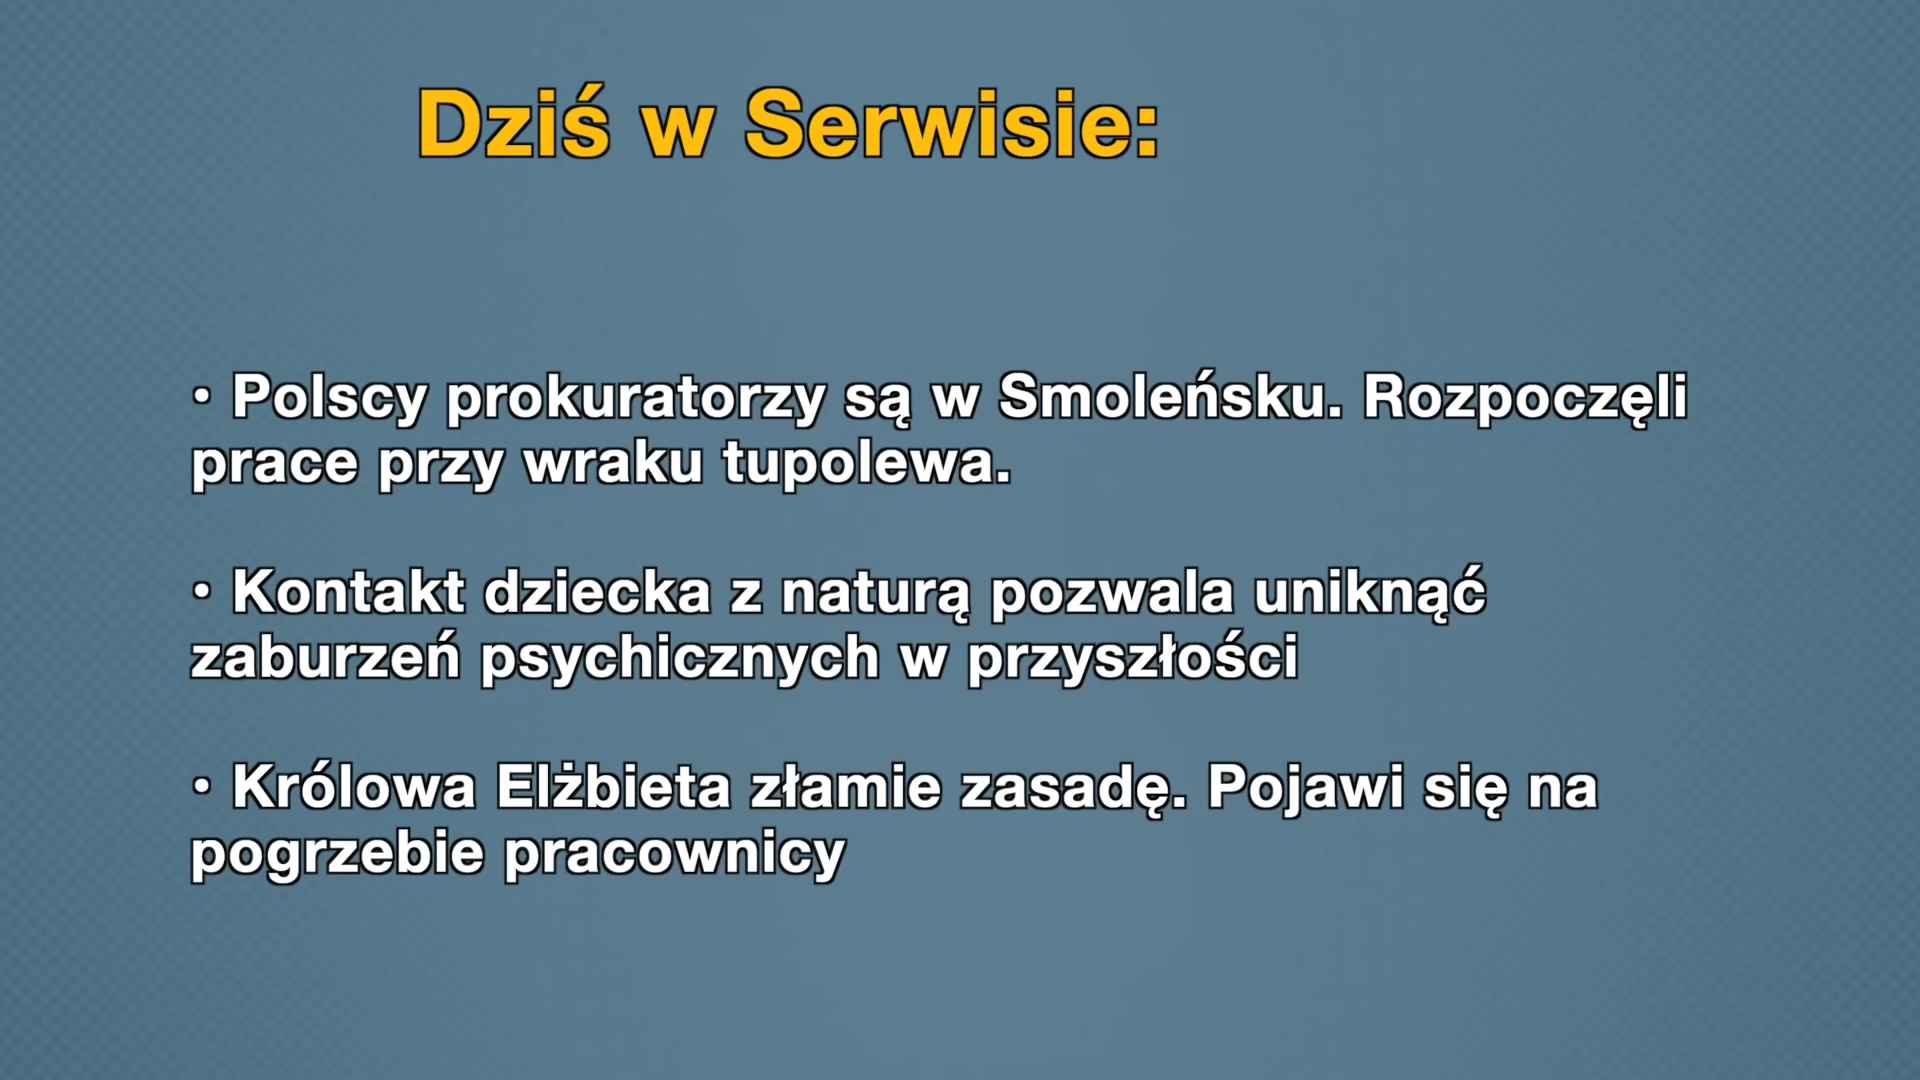 Dziś w Serwisie:
• Polscy prokuratorzy są w Smoleńsku. Rozpoczęli
prace przy wraku tupolewa.
• Kontakt dziecka z naturą pozwala uniknąć
zaburzeń psychicznych w przyszłości
• Królowa Elżbieta złamie zasadę. Pojawi się na
pogrzebie pracownicy